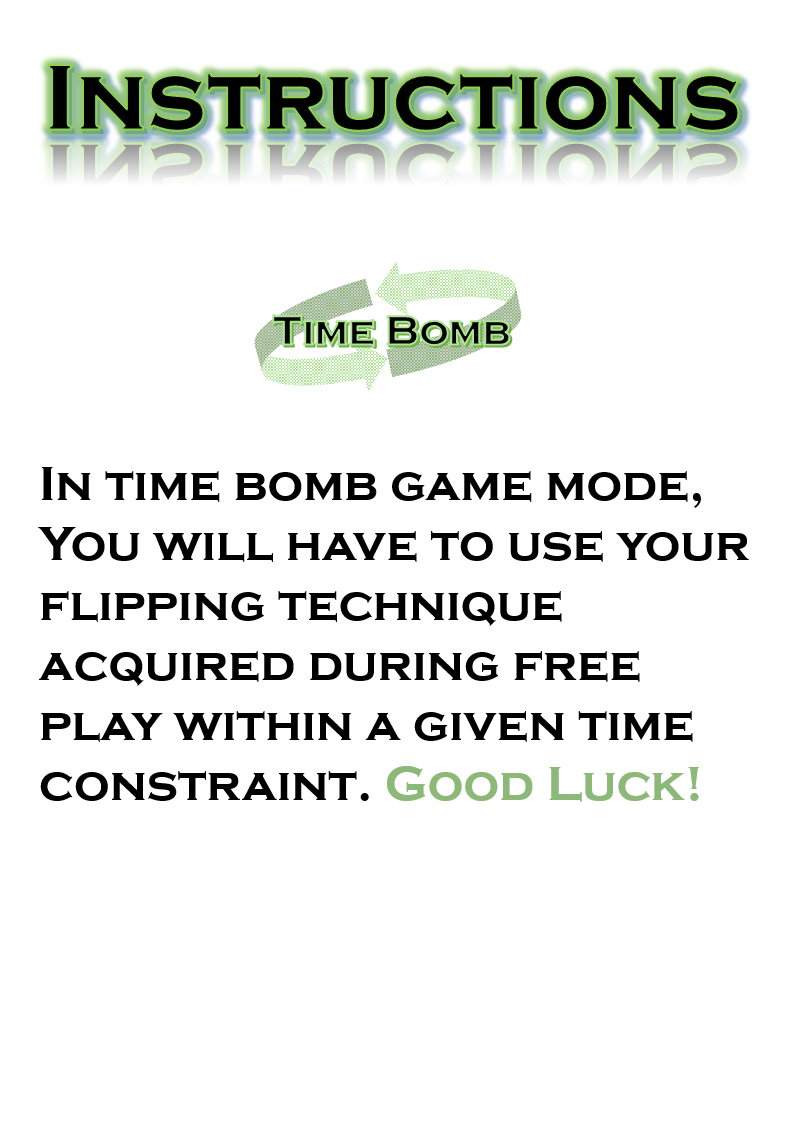 Instructions
Time Bomb
In time bomb game mode,
You will have to use your
flipping technique
acquired during free
play within a given time
constraint. Good Luck!